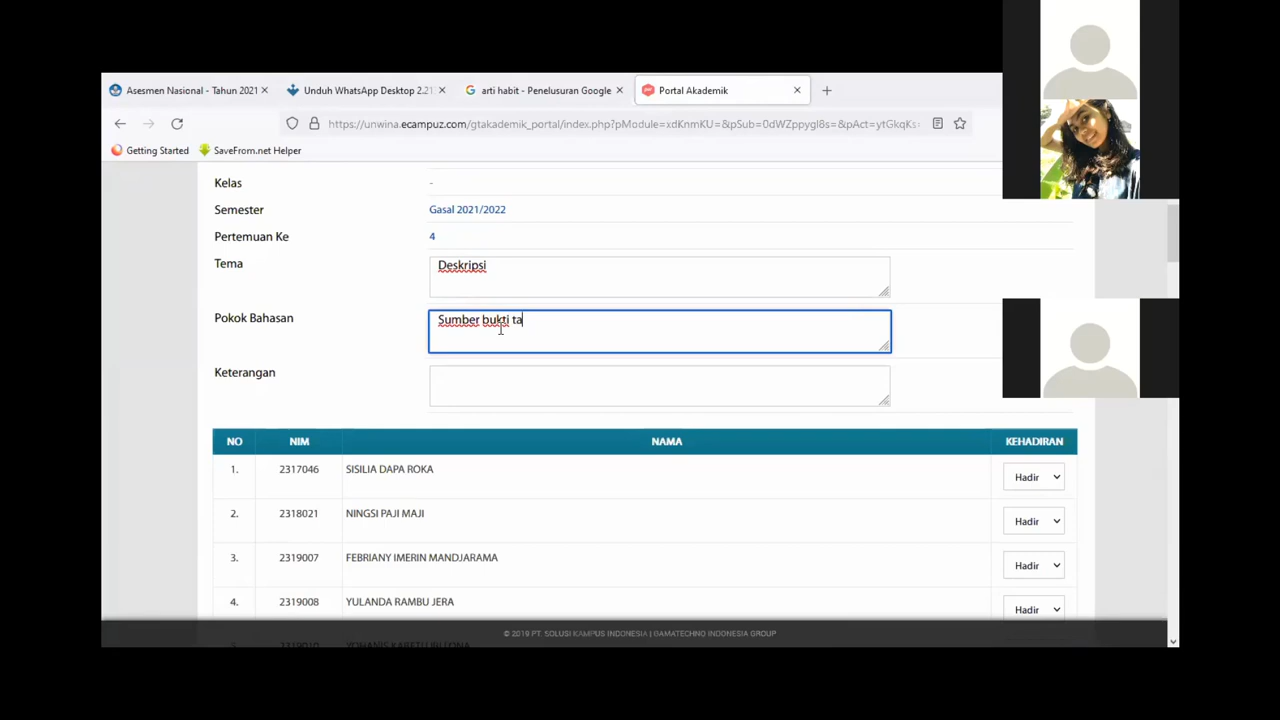 Asesmen Nasional - Tahun 2021
Unduh WhatsApp Desktop 2.21
arti habit - Penelusuran Google
Portal Akademik
https://unwina.ecampuz.com/gtakademik_portal/index.php?pModule=xdKnmKU=&pSub=0dWZppygl8s=&pAct=ytGkqKs
Getting Started
SaveFrom.net Helper
Kelas -
Semester Gasal 2021/2022
Pertemuan Ke 4
Tema Deskripsi
Pokok Bahasan Sumber bukti ta
Keterangan
NO NIM NAMA KEHADIRAN
1. 2317046 SISILIA DAPA ROKA Hadir
2. 2318021 NINGSI PAJI MAJI Hadir
3. 2319007 FEBRIANY IMERIN MANDJARAMA Hadir
4. 2319008 YULANDA RAMBU JERA Hadir
© 2019 PT. SOLUSI KAMPUS INDONESIA | GAMATECHNO INDONESIA GROUP